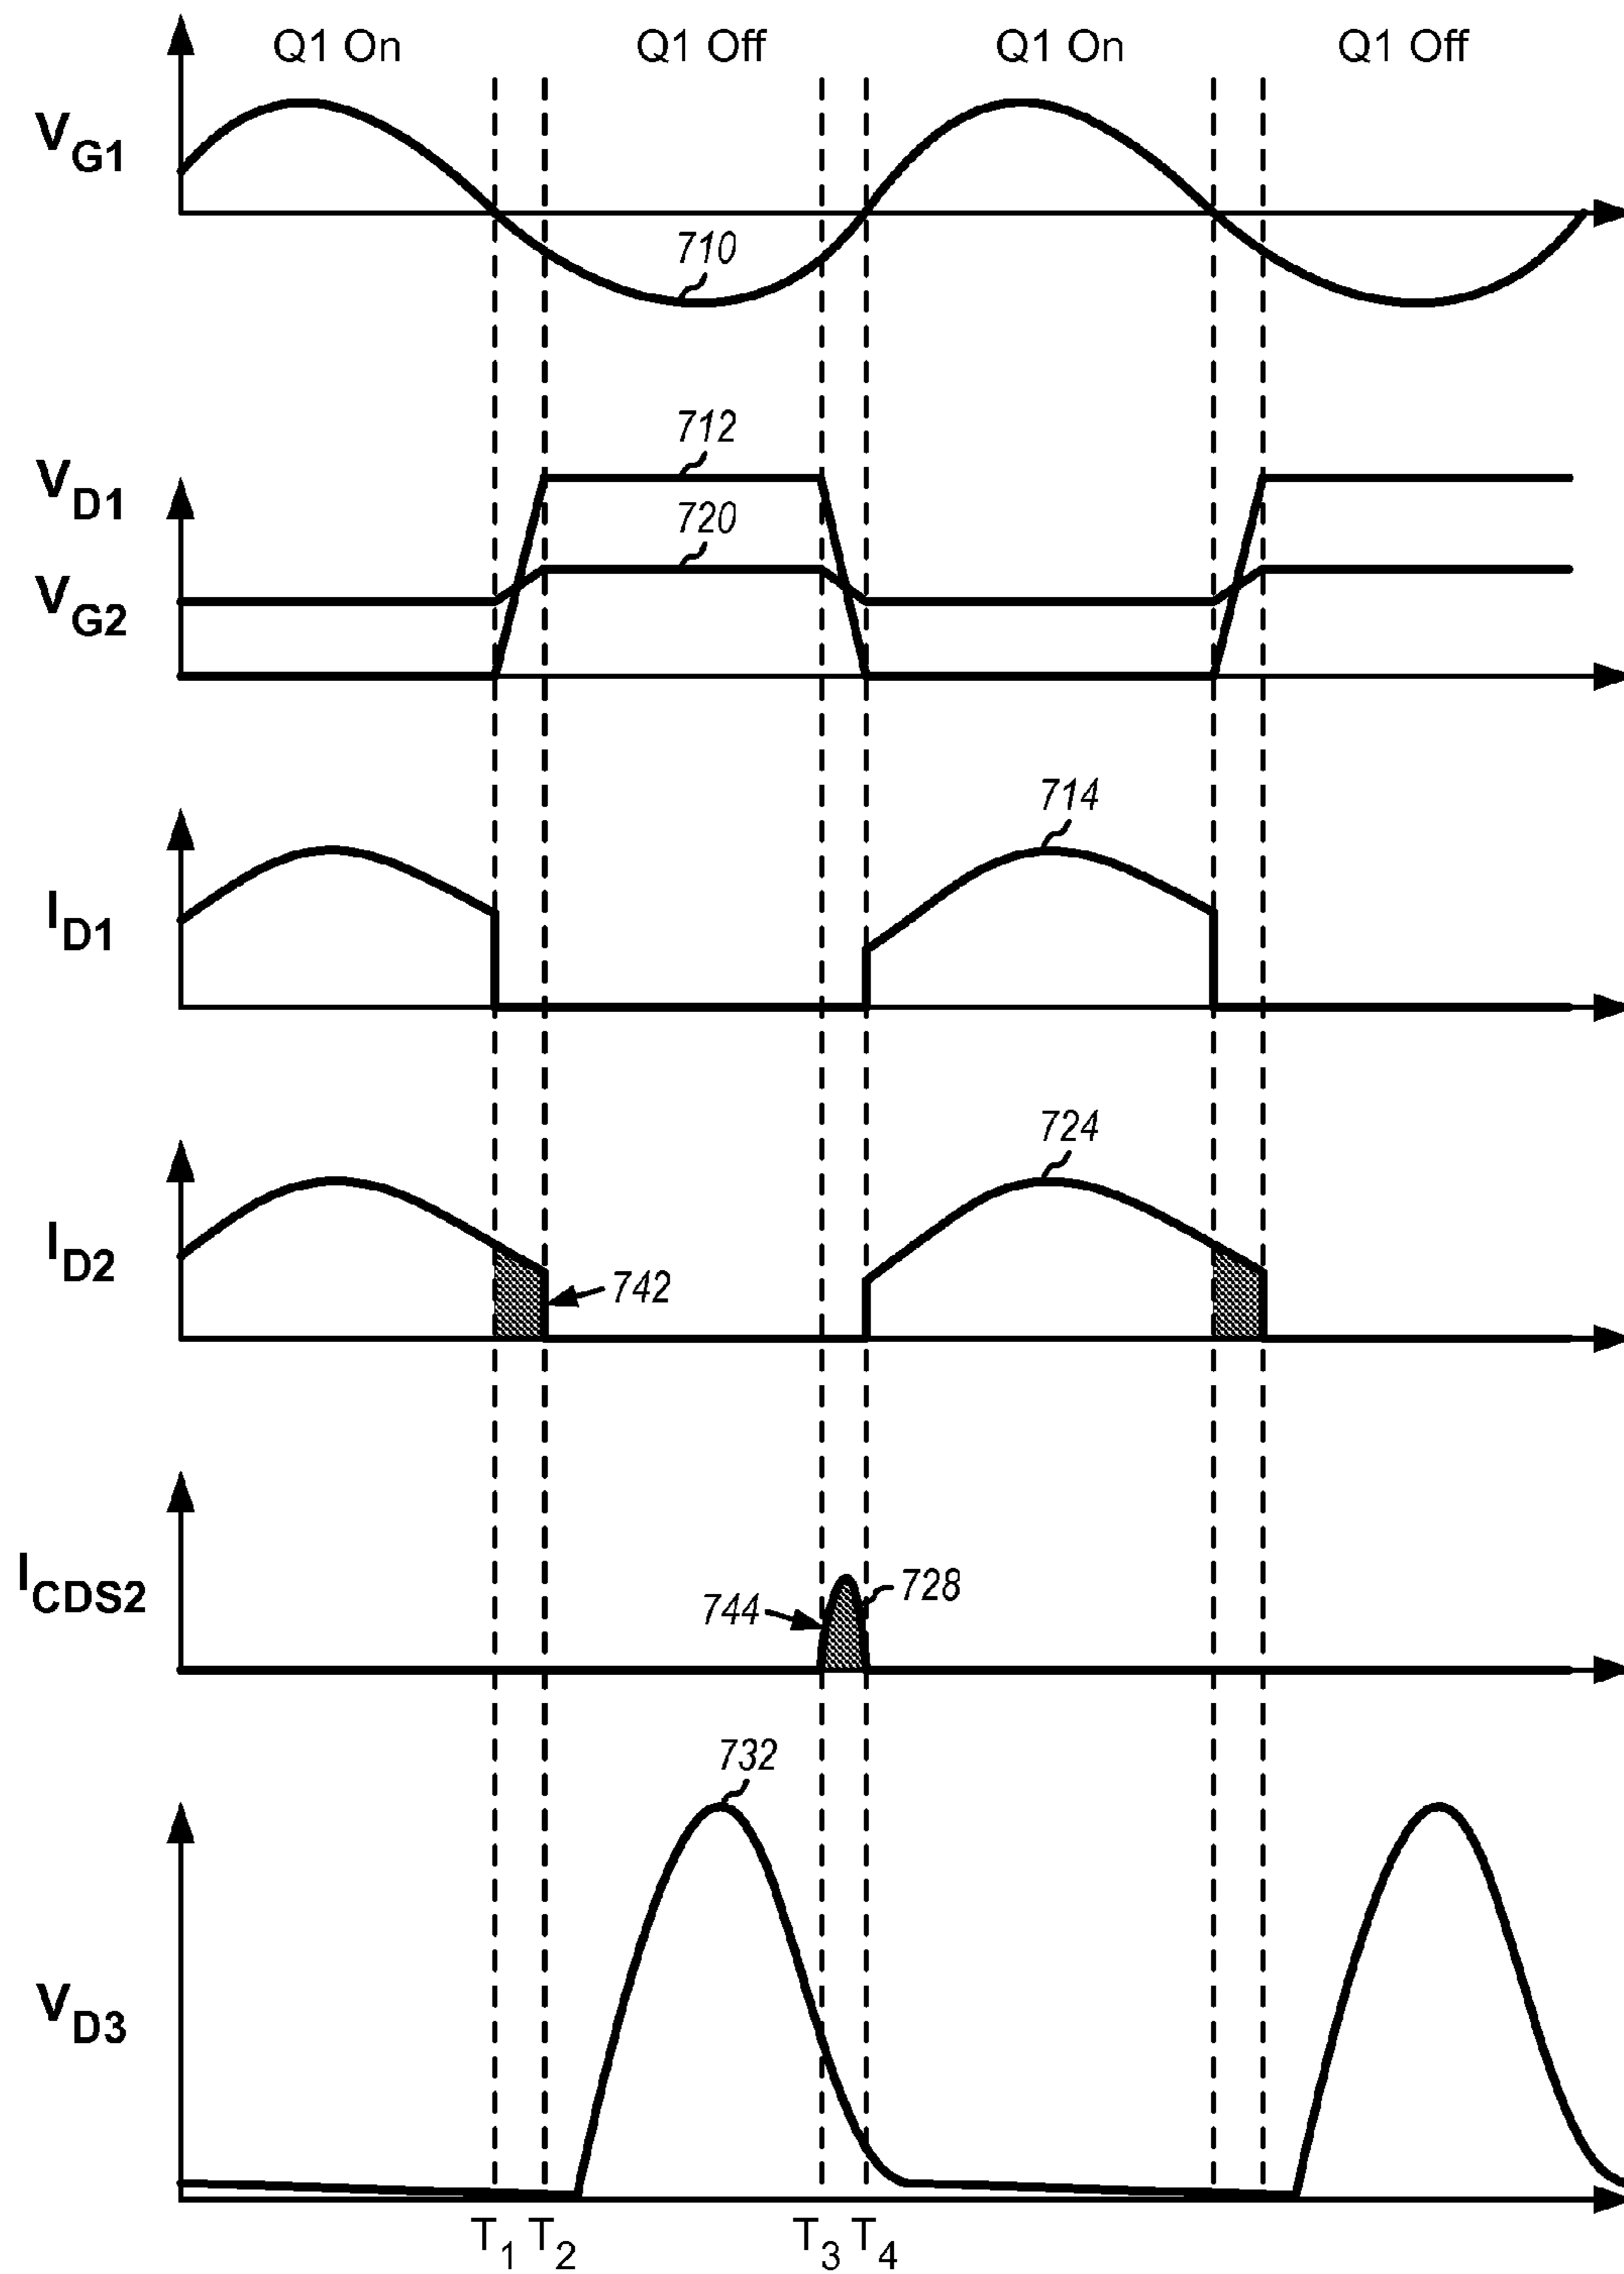 Q1 On
Q1 Off
Q1 On
Q1 Off
VG1
710
712
VD1
720
VG2
714
ID1
724
ID2
742
ICDS2
744
728
732
VD3
T1
T2
T3
T4